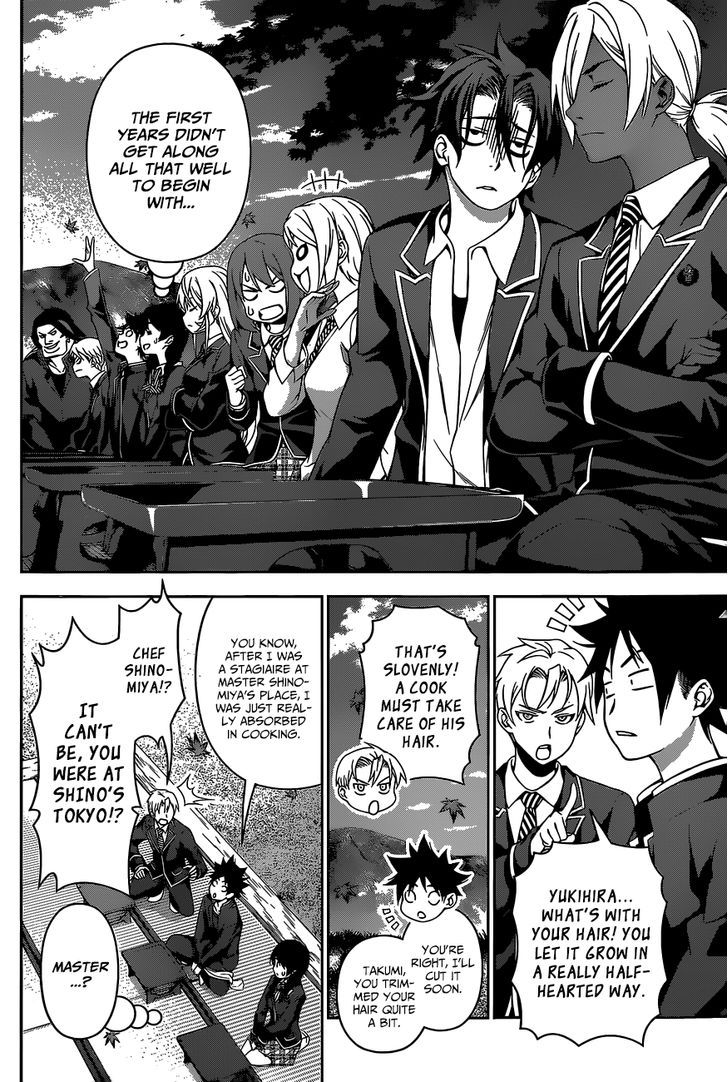 THE FIRST
YEARS DIDN'T
GET ALONG
ALL THAT WELL
TO BEGIN
WITH...
YUKIHIRA...
WHAT'S WITH
YOUR HAIR! YOU
LET IT GROW IN
A REALLY HALF-
HEARTED WAY.
THAT'S
SLOVENLY!
A COOK
MUST TAKE
CARE OF HIS
HAIR.
YOU'RE
RIGHT, I'LL
CUT IT
SOON.
TAKUMI,
YOU TRIM-
MED YOUR
HAIR QUITE
A BIT.
YOU KNOW,
AFTER I WAS
A STAGIAIRE AT
MASTER SHINO-
MIYA'S PLACE, I
WAS JUST REAL-
LY ABSORBED
IN COOKING.
CHEF
SHINO-
MIYA!?
IT
CAN'T
BE, YOU
WERE AT
SHINO'S
TOKYO!?
MASTER
...?